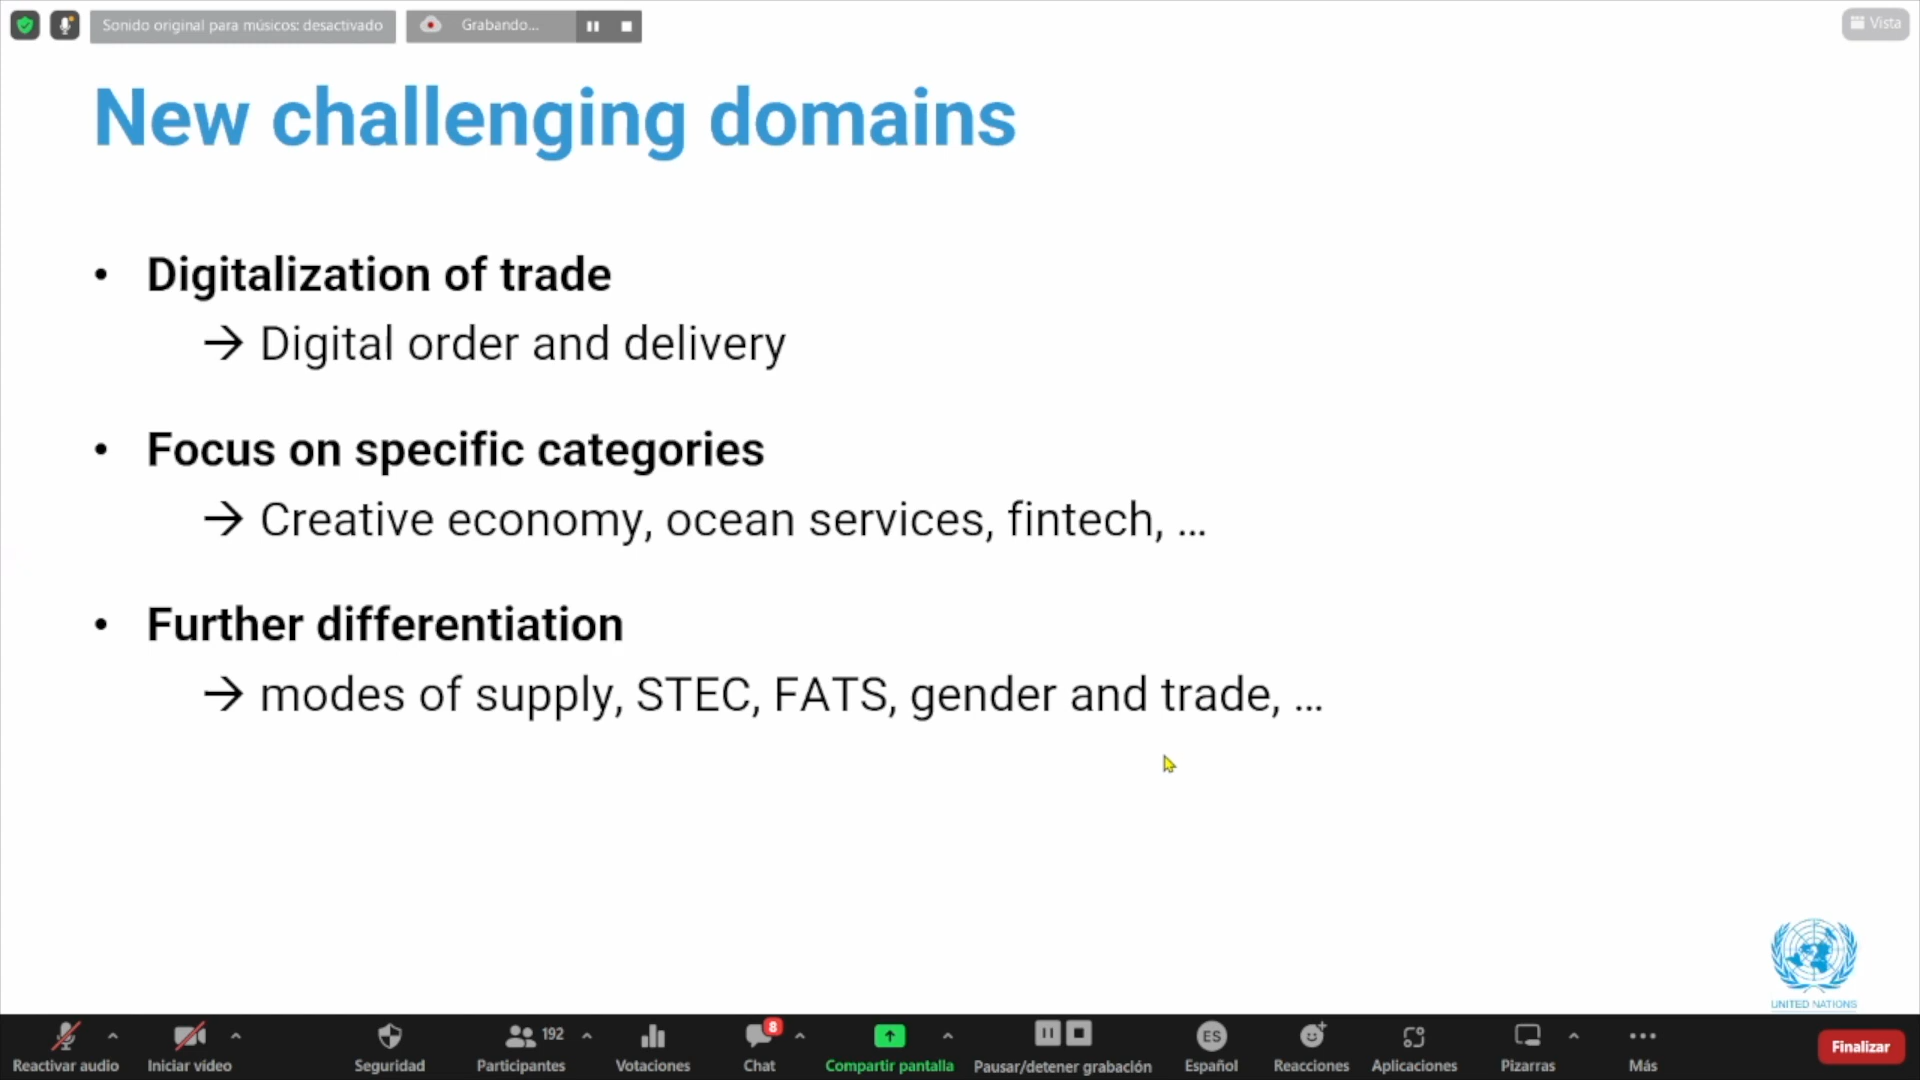 Sonido original para músicos: desactivado
Grabando...
Vista
New challenging domains
• Digitalization of trade
→ Digital order and delivery
• Focus on specific categories
→ Creative economy, ocean services, fintech, ...
• Further differentiation
→ modes of supply, STEC, FATS, gender and trade, ...
UNITED NATIONS
192
8
ES
Reactivar audio
Iniciar vídeo
Seguridad
Participantes
Votaciones
Chat
Compartir pantalla
Pausar/detener grabación
Español
Reacciones
Aplicaciones
Pizarras
Más
Finalizar